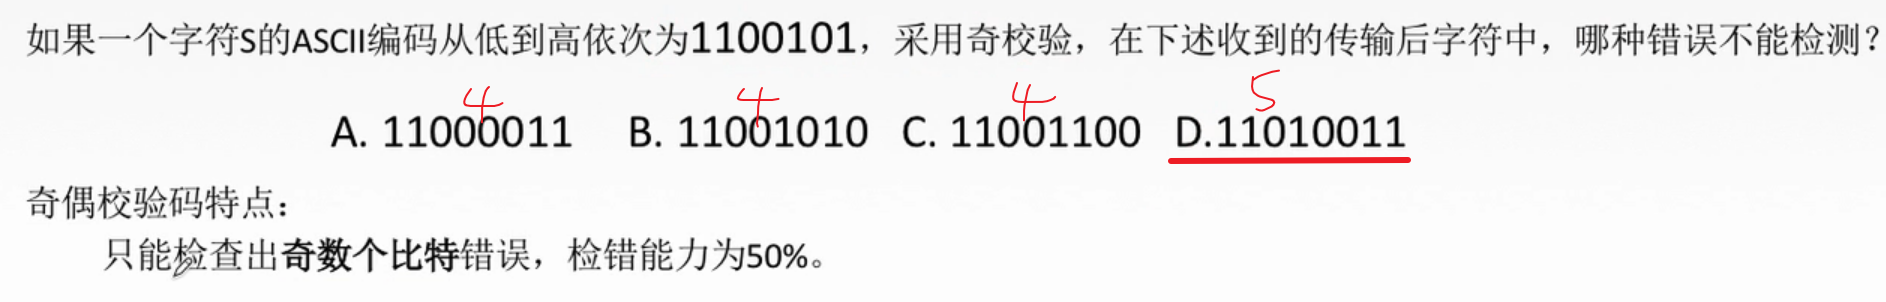 如果一个字符S的ASCII编码从低到高依次为1100101，采用奇校验，在下述收到的传输后字符中，哪种错误不能检测？
4 4 4 5
A. 11000011 B. 11001010 C. 11001100 D.11010011
奇偶校验码特点：
只能检查出奇数个比特错误，检错能力为50%。